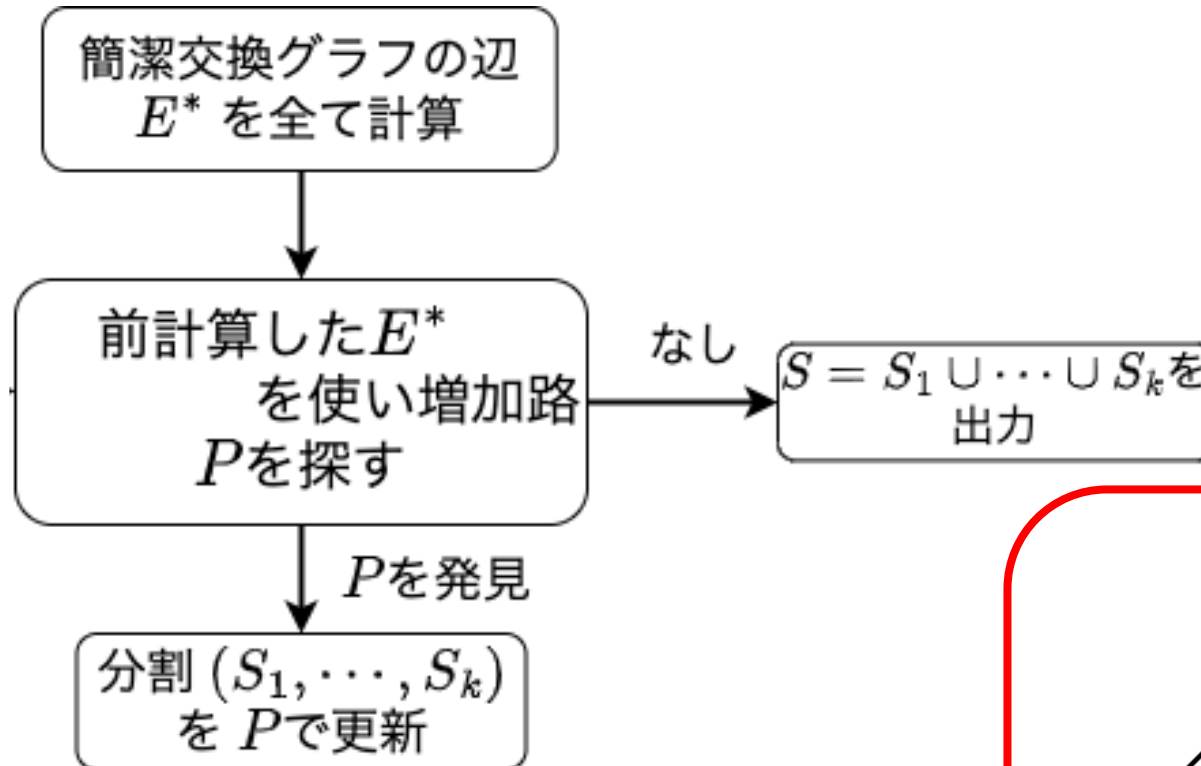 簡潔交換グラフの辺
E* を全て計算
前計算したE*
を使い増加路
Pを探す
なし
S = S₁ ∪ ··· ∪ Sₖを
出力
Pを発見
分割 (S₁, ··· , Sₖ)
を Pで更新